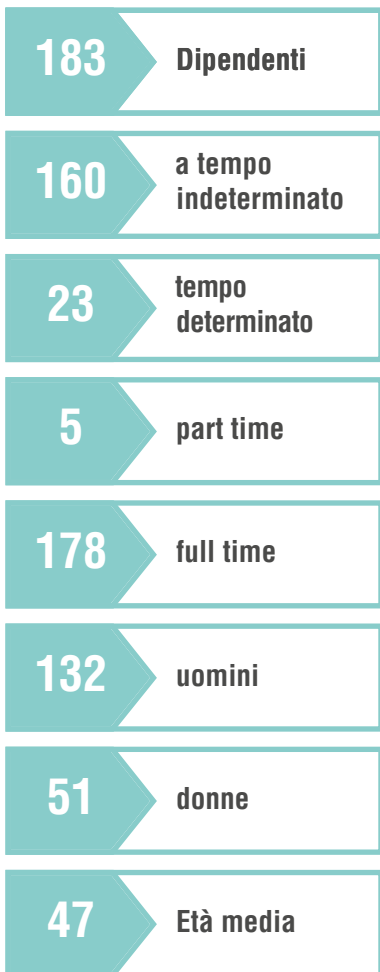 183 Dipendenti
160 a tempo
indeterminato
23 tempo
determinato
5 part time
178 full time
132 uomini
51 donne
47 Età media